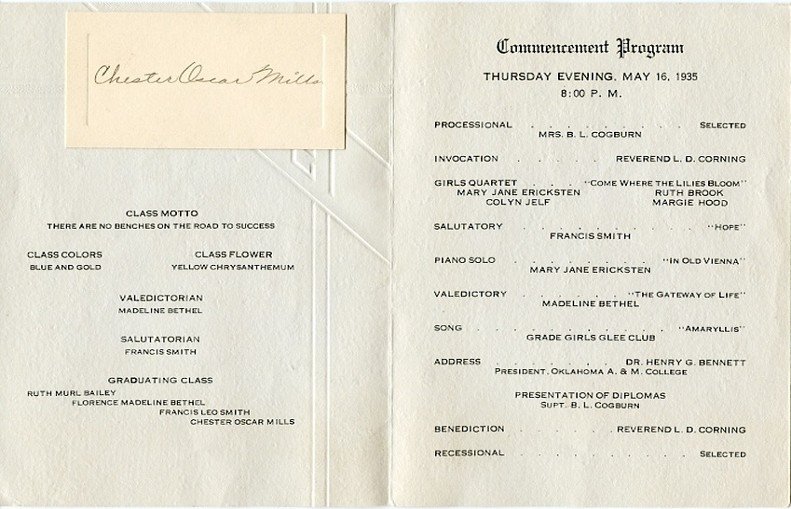 Chester Oscar Mills
CLASS MOTTO
THERE ARE NO BENCHES ON THE ROAD TO SUCCESS
CLASS COLORS
BLUE AND GOLD
CLASS FLOWER
YELLOW CHRYSANTHEMUM
VALEDICTORIAN
MADELINE BETHEL
SALUTATORIAN
FRANCIS SMITH
GRADUATING CLASS
RUTH MURL BAILEY
FLORENCE MADELINE BETHEL
FRANCIS LEO SMITH
CHESTER OSCAR MILLS
Commencement Program
THURSDAY EVENING, MAY 16, 1935
8:00 P. M.
PROCESSIONAL . . . . . . . . . SELECTED
MRS. B. L. COGBURN
INVOCATION . . . . . REVEREND L. D. CORNING
GIRLS QUARTET . . . "COME WHERE THE LILIES BLOOM"
MARY JANE ERICKSTEN RUTH BROOK
COLYN JELF MARGIE HOOD
SALUTATORY . . . . . . . . . "HOPE"
FRANCIS SMITH
PIANO SOLO . . . . . . . "IN OLD VIENNA"
MARY JANE ERICKSTEN
VALEDICTORY . . . . . . "THE GATEWAY OF LIFE"
MADELINE BETHEL
SONG . . . . . . . . . "AMARYLLIS"
GRADE GIRLS GLEE CLUB
ADDRESS . . . . . . DR. HENRY G. BENNETT
PRESIDENT, OKLAHOMA A. & M. COLLEGE
PRESENTATION OF DIPLOMAS
SUPT. B. L. COGBURN
BENEDICTION . . . . . REVEREND L. D. CORNING
RECESSIONAL . . . . . . . . . SELECTED